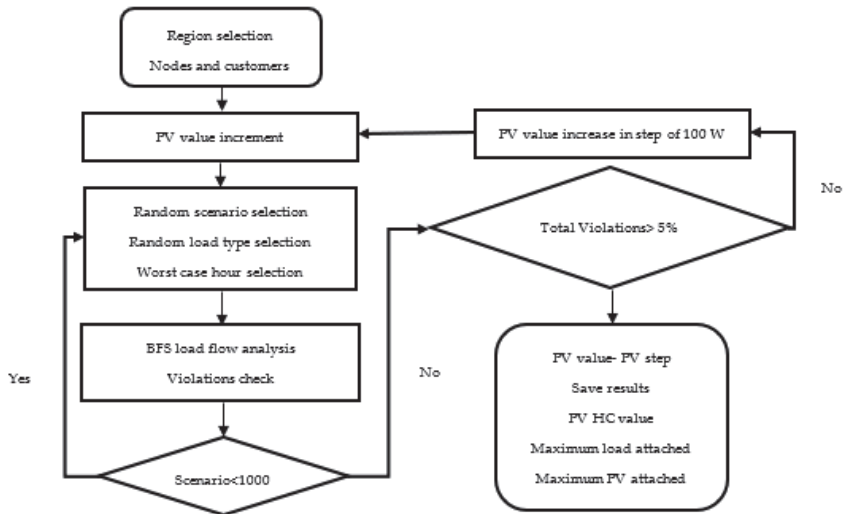 Region selection
Nodes and customers
PV value increment
PV value increase in step of 100 W
No
Random scenario selection
Random load type selection
Worst case hour selection
Total Violations> 5%
BFS load flow analysis
Violations check
Yes
No
Scenario<1000
PV value- PV step
Save results
PV HC value
Maximum load attached
Maximum PV attached